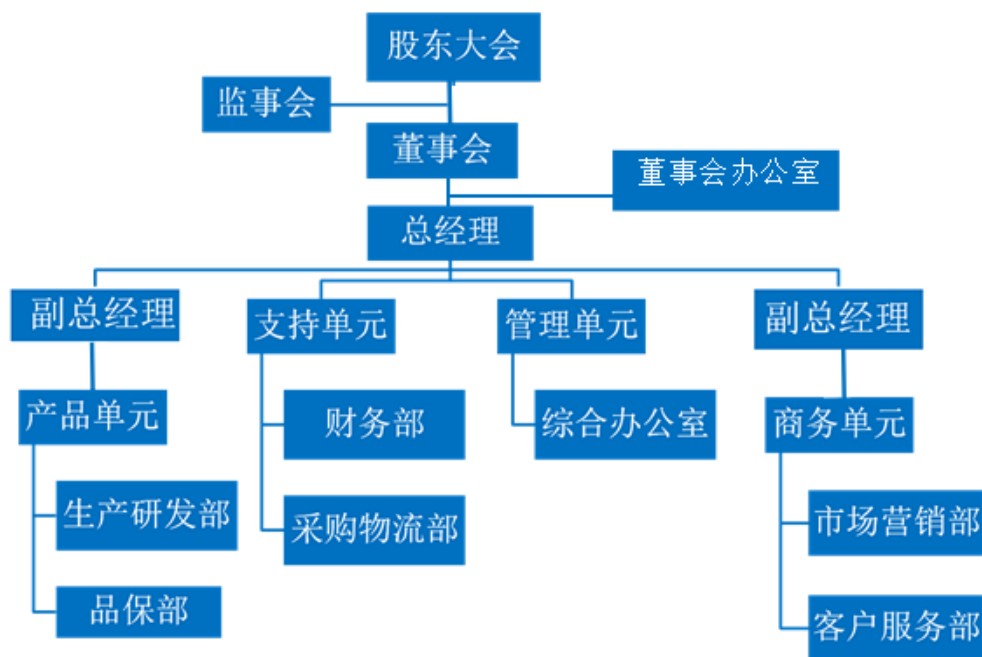 股东大会
监事会
董事会
董事会办公室
总经理
副总经理
支持单元
管理单元
副总经理
产品单元
财务部
综合办公室
商务单元
生产研发部
采购物流部
市场营销部
品保部
客户服务部